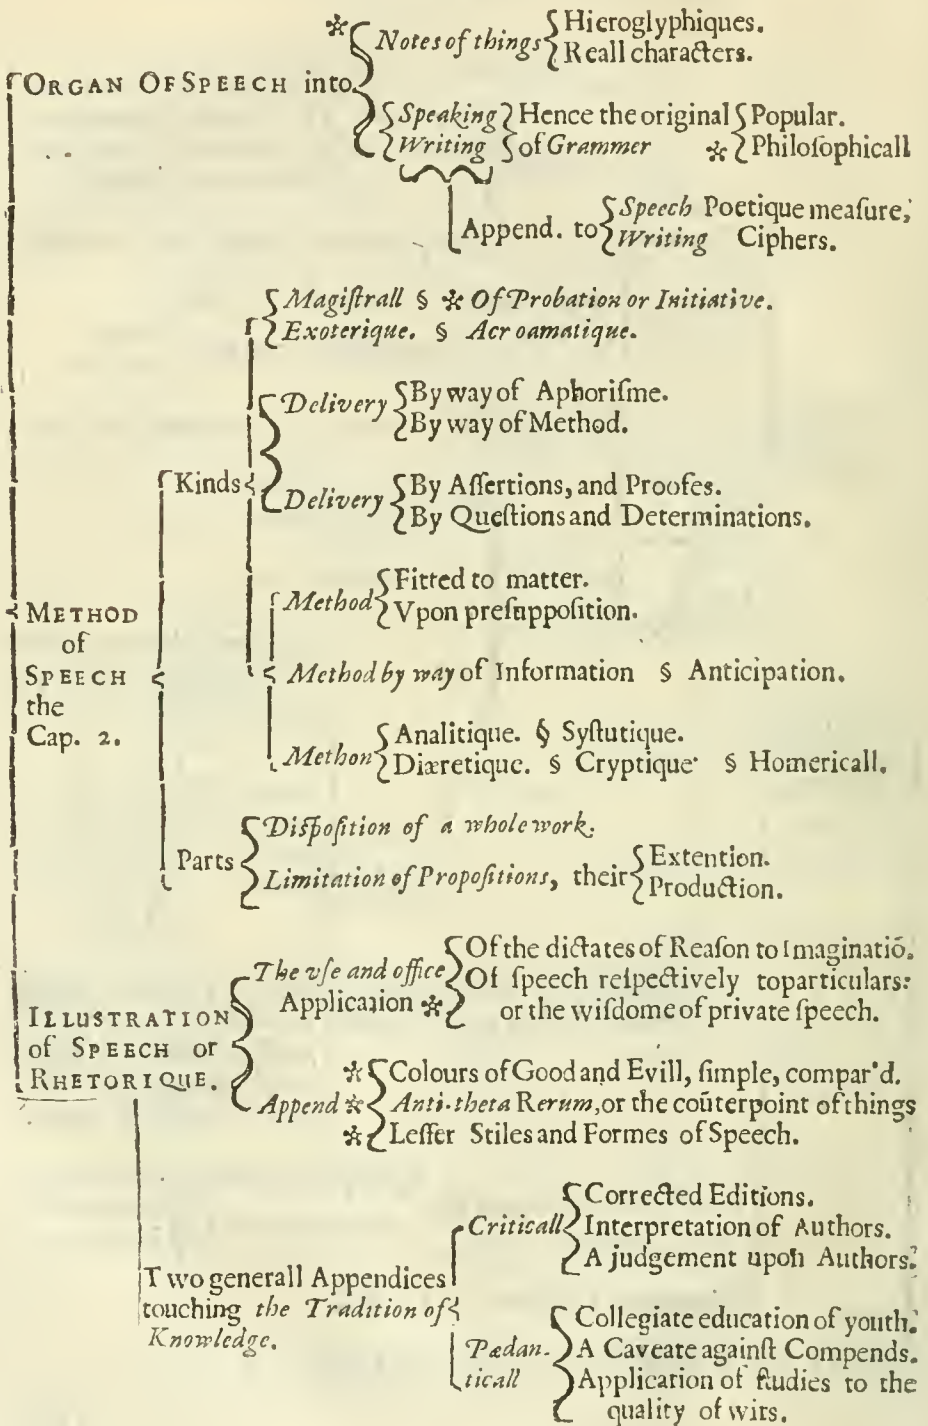 * Notes of things Hieroglyphiques.
Reall characters.
ORGAN OF SPEECH into
Speaking Hence the original Popular.
Writing of Grammer * Philoſophicall
Append. to Speech Poetique meaſure,
Writing Ciphers.
Magiſtrall § * Of Probation or Initiative.
Exoterique. § Acroamatique.
Delivery By way of Aphoriſme.
By way of Method.
Kinds
Delivery By Aſſertions, and Proofes.
By Queſtions and Determinations.
Method Fitted to matter.
Vpon preſuppoſition.
METHOD
of
SPEECH
the
Cap. 2.
Method by way of Information § Anticipation.
Methon Analitique. § Syſtutique.
Diæretique. § Cryptique § Homericall.
Parts Diſpoſition of a whole work.
Limitation of Propoſitions, their Extention.
Production.
The vſe and office Of the dictates of Reaſon to Imaginatiō.
Application * Of ſpeech reſpectively to particulars:
or the wiſdome of private ſpeech.
ILLUSTRATION
of SPEECH or
RHETORIQUE.
* Colours of Good and Evill, ſimple, compar'd.
Append * Anti-theta Rerum, or the coūterpoint of things
* Leſſer Stiles and Formes of Speech.
Criticall Corrected Editions.
Interpretation of Authors.
A judgement upon Authors.
Two generall Appendices
touching the Tradition of
Knowledge.
Pædan-
ticall
Collegiate education of youth.
A Caveate againſt Compends.
Application of ſtudies to the
quality of wits.